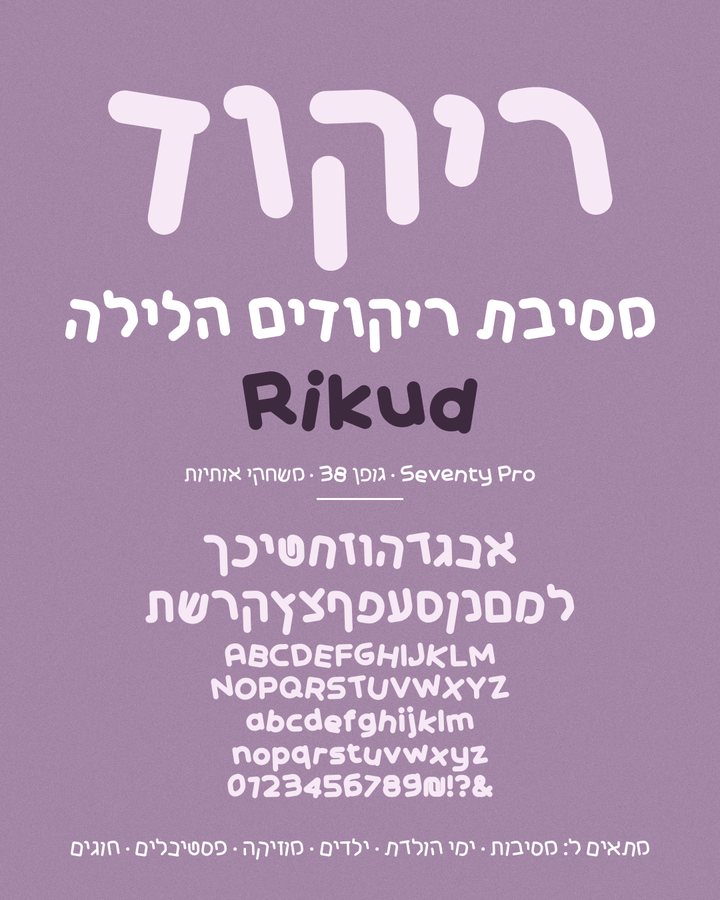 ריקוד
מסיבת ריקודים הלילה
Rikud
Seventy Pro · גופן 38 · משחקי אותיות
אבגדהוזחטיכך
למםנןסעפףצץקרשת
ABCDEFGHIJKLM
NOPQRSTUVWXYZ
abcdefghijklm
nopqrstuvwxyz
0123456789₪!?&
מתאים ל: מסיבות · ימי הולדת · ילדים · מוזיקה · פסטיבלים · חוגים